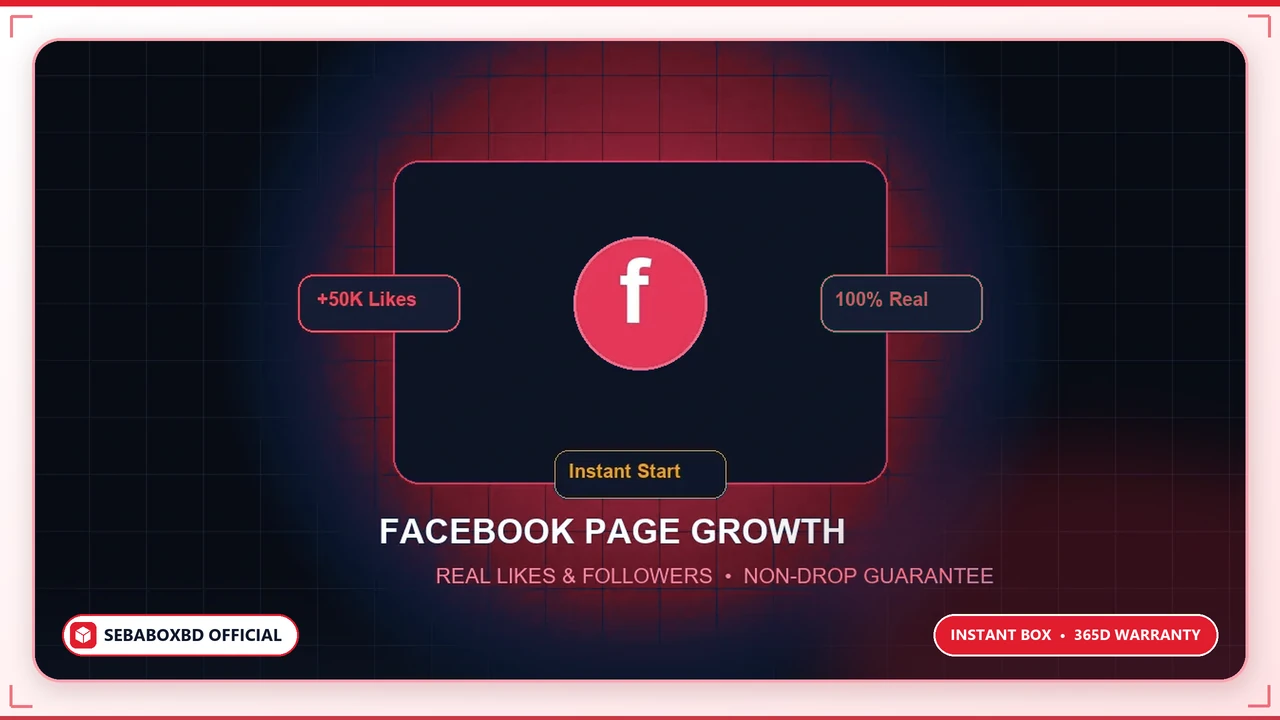 f
+50K Likes
100% Real
Instant Start
FACEBOOK PAGE GROWTH
REAL LIKES & FOLLOWERS • NON-DROP GUARANTEE
SEBABOXBD OFFICIAL
INSTANT BOX • 365D WARRANTY